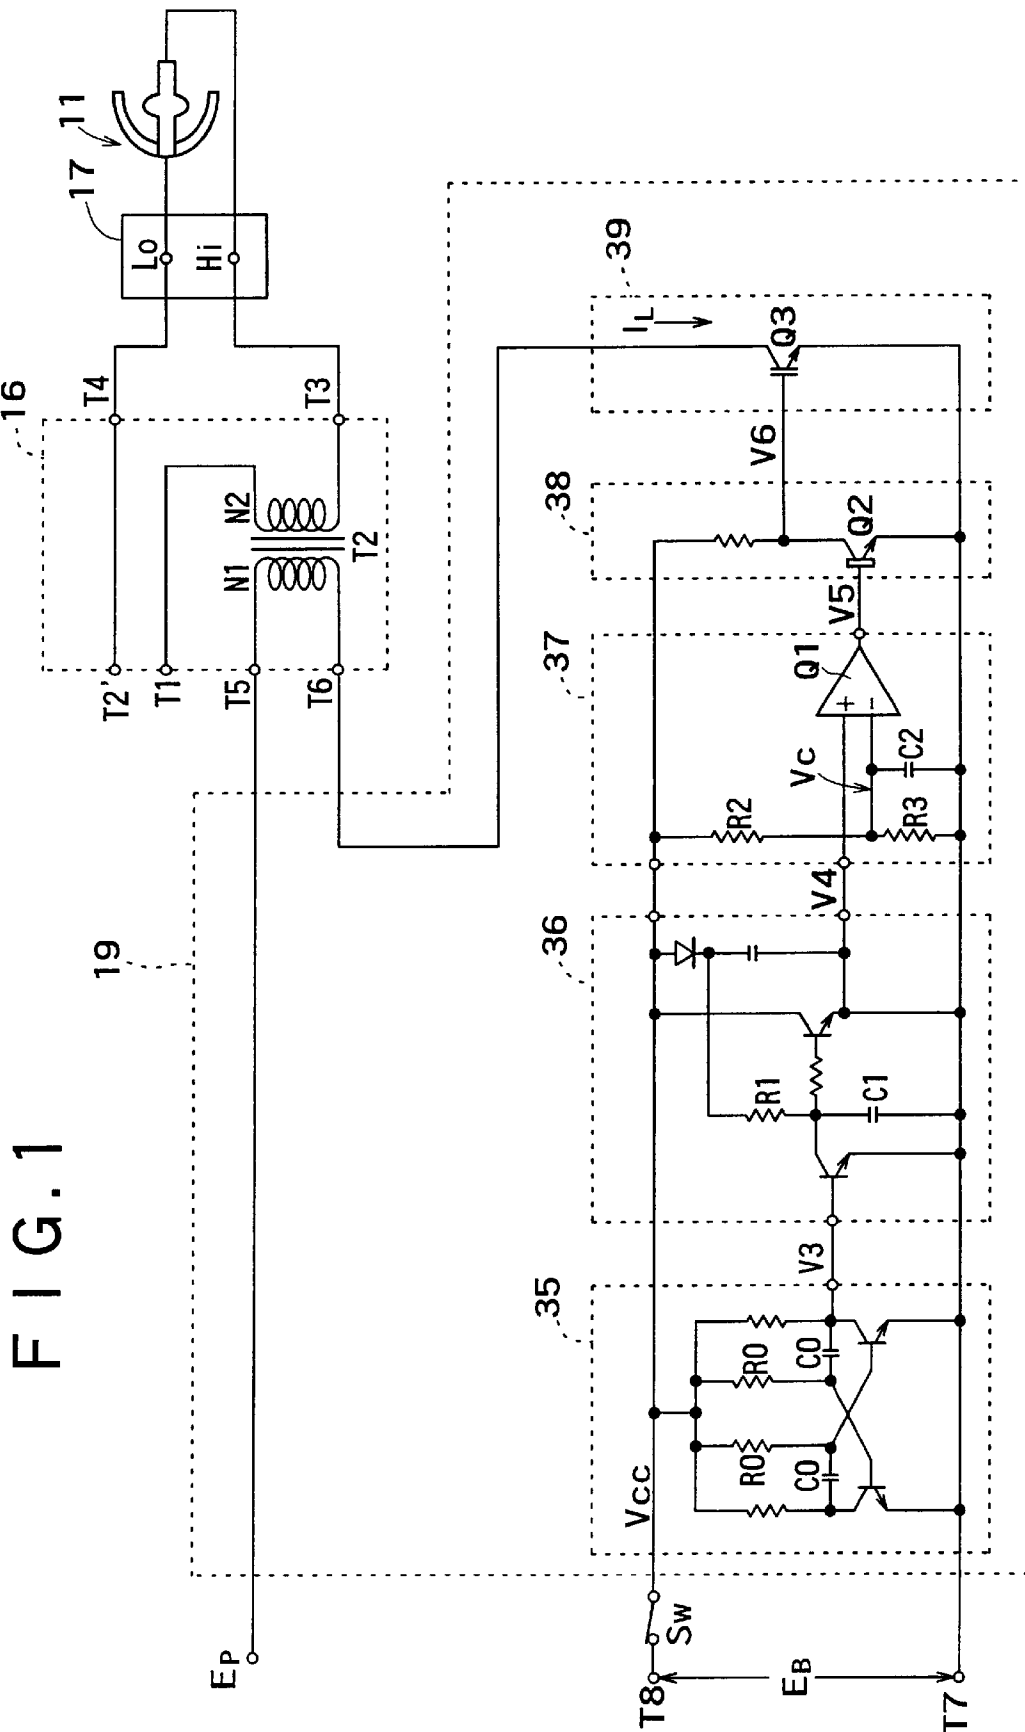 FIG.1
16
17
11
T4
Lo
Hi
T3
T2'
T1
N1
N2
T2
T5
T6
19
EP
35
36
37
38
39
T8
SW
VCC
EB
T7
R0
R0
C0
C0
V3
R1
C1
V4
R2
VC
R3
C2
+
-
Q1
V5
Q2
V6
IL
Q3